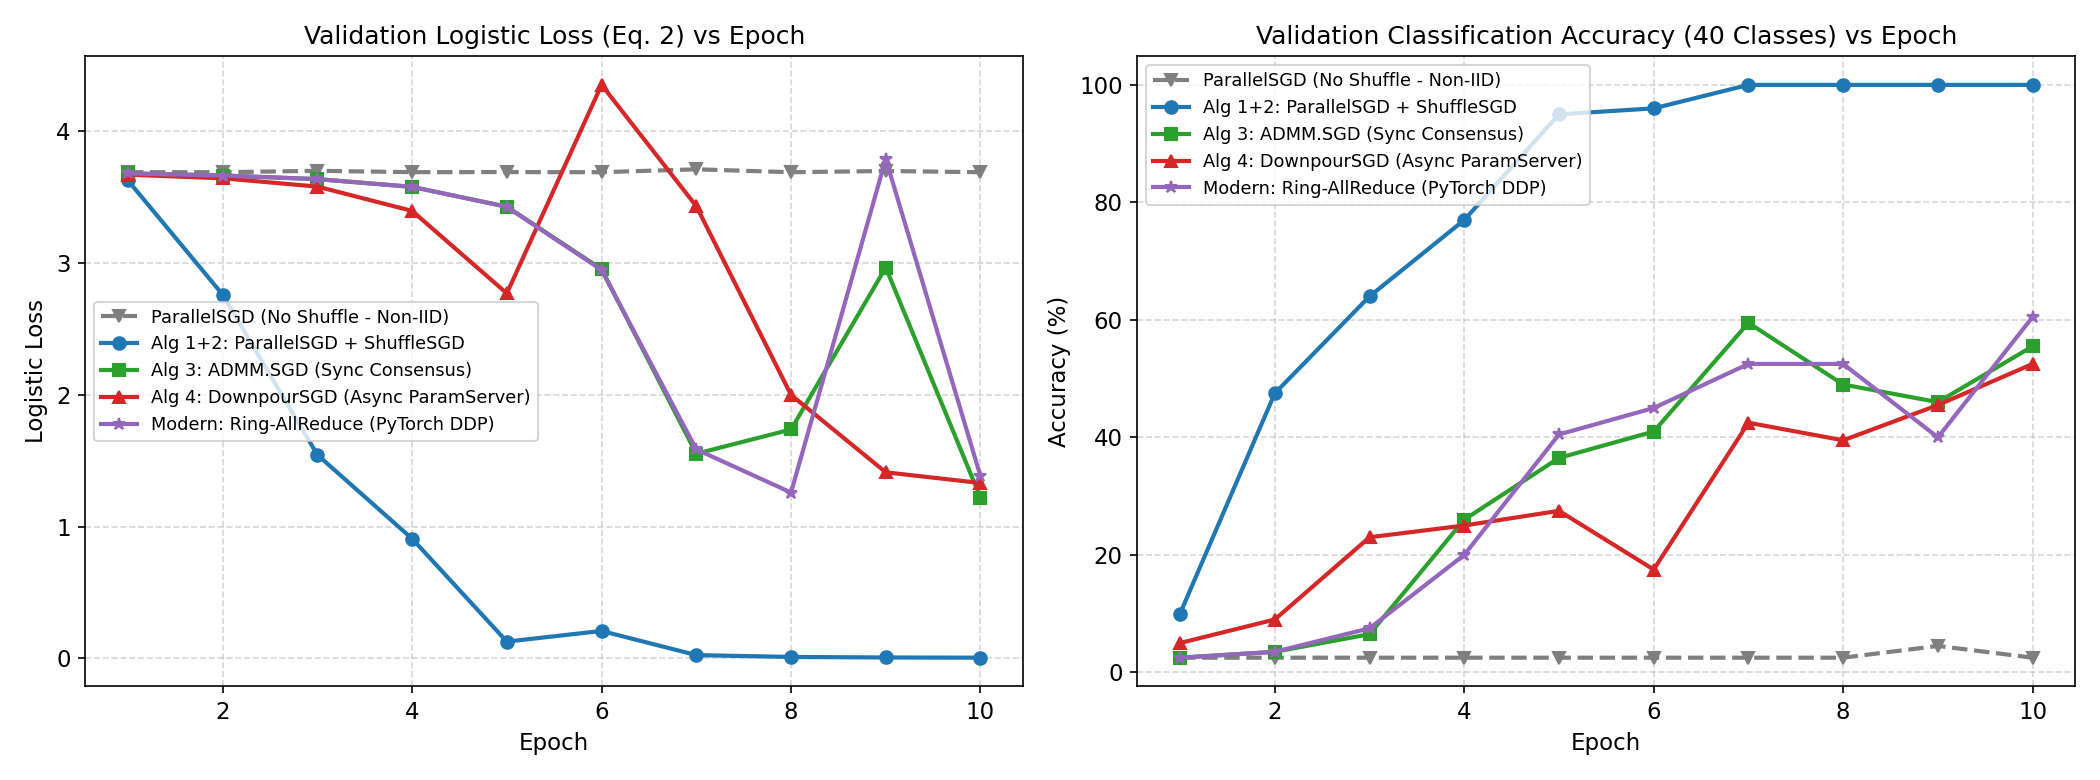 Validation Logistic Loss (Eq. 2) vs Epoch
Logistic Loss
4
3
2
1
0
ParallelSGD (No Shuffle - Non-IID)
Alg 1+2: ParallelSGD + ShuffleSGD
Alg 3: ADMM.SGD (Sync Consensus)
Alg 4: DownpourSGD (Async ParamServer)
Modern: Ring-AllReduce (PyTorch DDP)
2 4 6 8 10
Epoch
Validation Classification Accuracy (40 Classes) vs Epoch
Accuracy (%)
100
80
60
40
20
0
ParallelSGD (No Shuffle - Non-IID)
Alg 1+2: ParallelSGD + ShuffleSGD
Alg 3: ADMM.SGD (Sync Consensus)
Alg 4: DownpourSGD (Async ParamServer)
Modern: Ring-AllReduce (PyTorch DDP)
2 4 6 8 10
Epoch